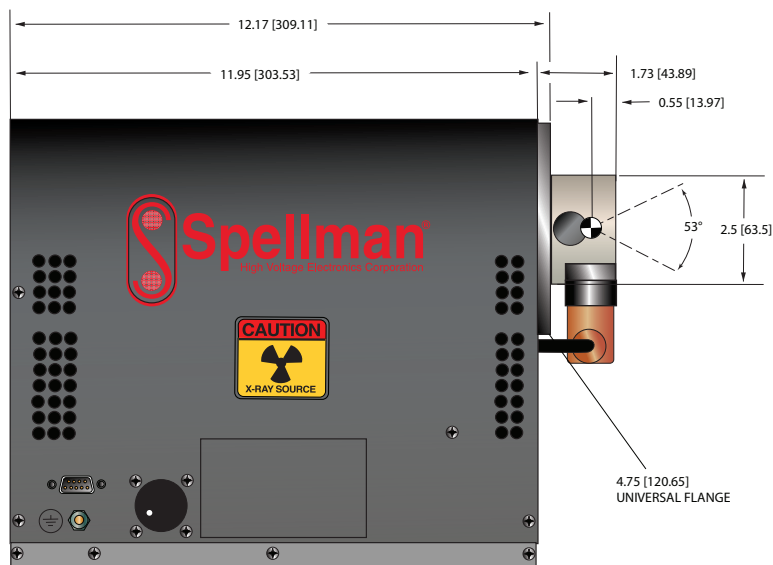 12.17 [309.11]
11.95 [303.53]
1.73 [43.89]
0.55 [13.97]
Spellman®
High Voltage Electronics Corporation
53°
2.5 [63.5]
CAUTION
X-RAY SOURCE
4.75 [120.65]
UNIVERSAL FLANGE